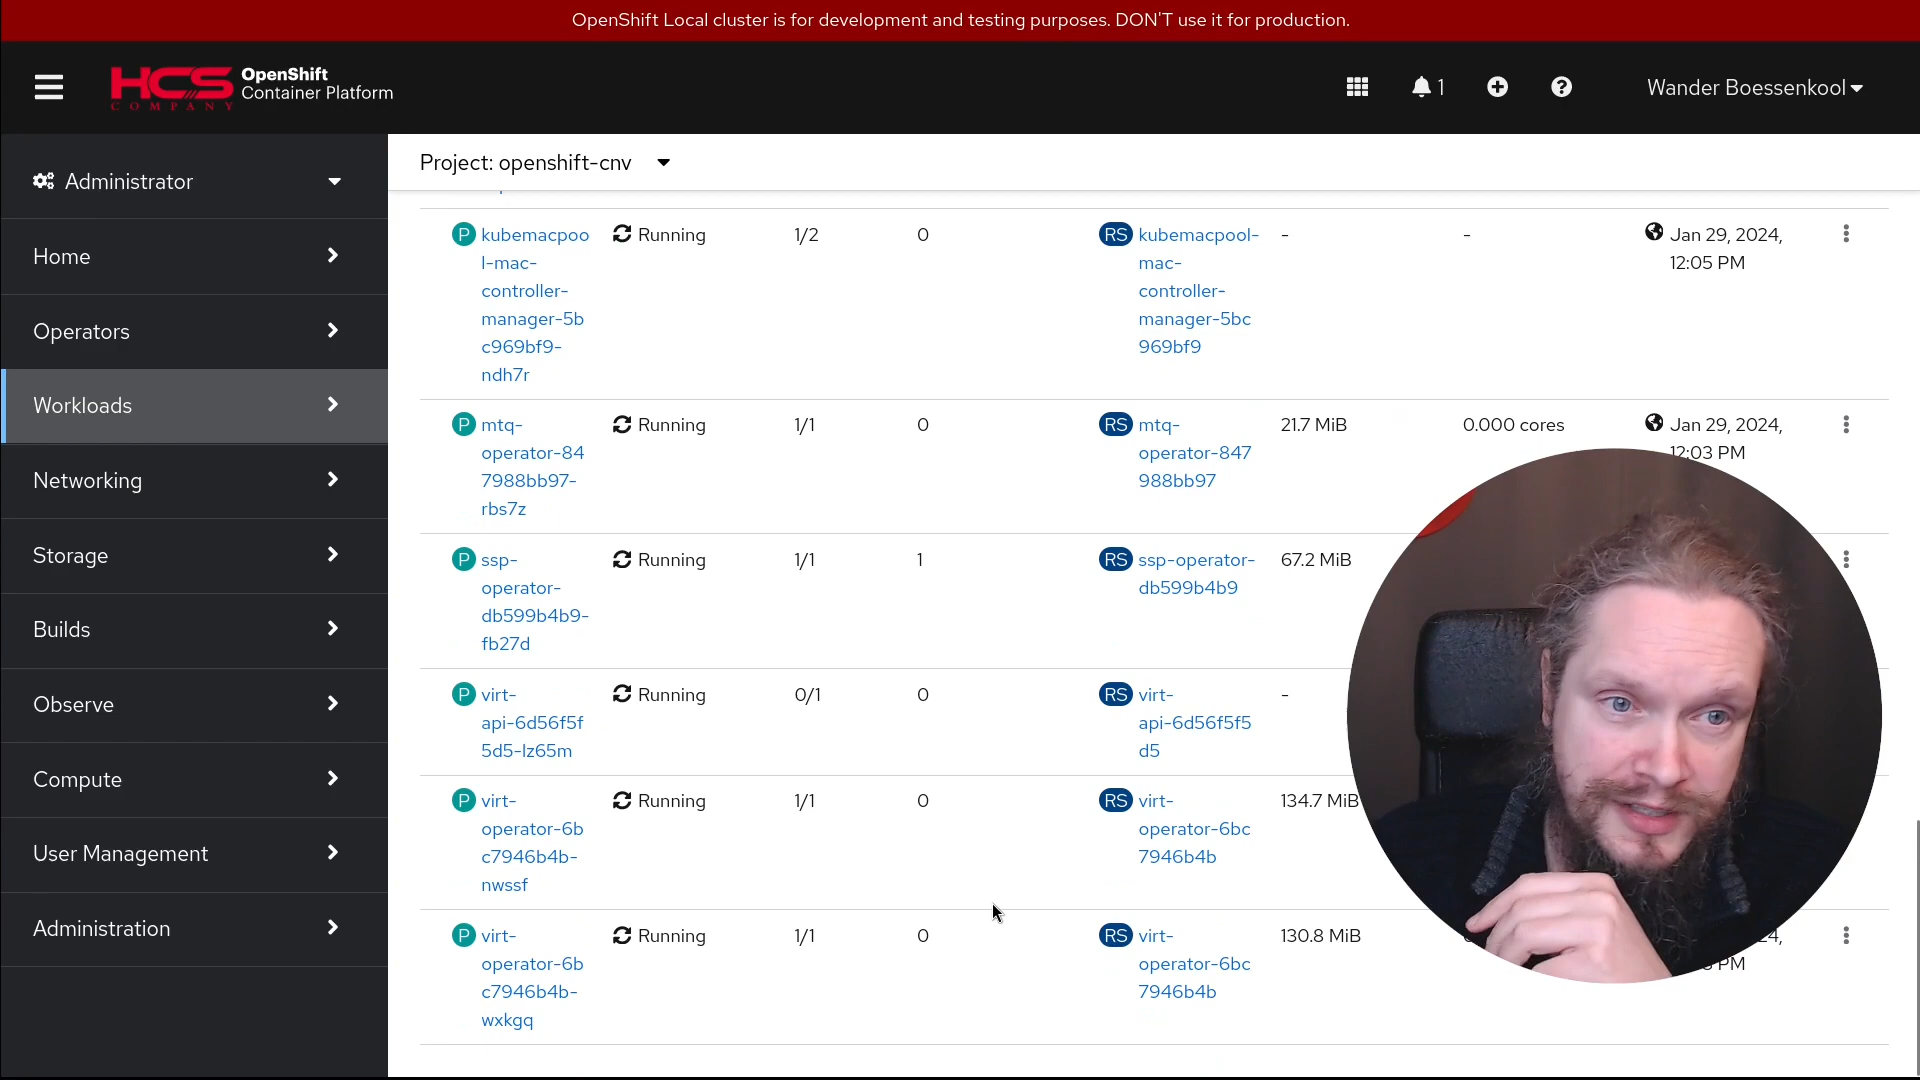 OpenShift Local cluster is for development and testing purposes. DON'T use it for production.
HCS
COMPANY
OpenShift
Container Platform
1
Wander Boessenkool
Administrator
Home
Operators
Workloads
Networking
Storage
Builds
Observe
Compute
User Management
Administration
Project: openshift-cnv
P kubemacpoo Running 1/2 0 RS kubemacpool- - - Jan 29, 2024,
l-mac- mac- 12:05 PM
controller- controller-
manager-5b manager-5bc
c969bf9- 969bf9
ndh7r
P mtq- Running 1/1 0 RS mtq- 21.7 MiB 0.000 cores Jan 29, 2024,
operator-84 operator-847 12:03 PM
7988bb97- 988bb97
rbs7z
P ssp- Running 1/1 1 RS ssp-operator- 67.2 MiB
operator- db599b4b9
db599b4b9-
fb27d
P virt- Running 0/1 0 RS virt- -
api-6d56f5f api-6d56f5f5
5d5-lz65m d5
P virt- Running 1/1 0 RS virt- 134.7 MiB
operator-6b operator-6bc
c7946b4b- 7946b4b
nwssf
P virt- Running 1/1 0 RS virt- 130.8 MiB 24,
operator-6b operator-6bc PM
c7946b4b- 7946b4b
wxkgq